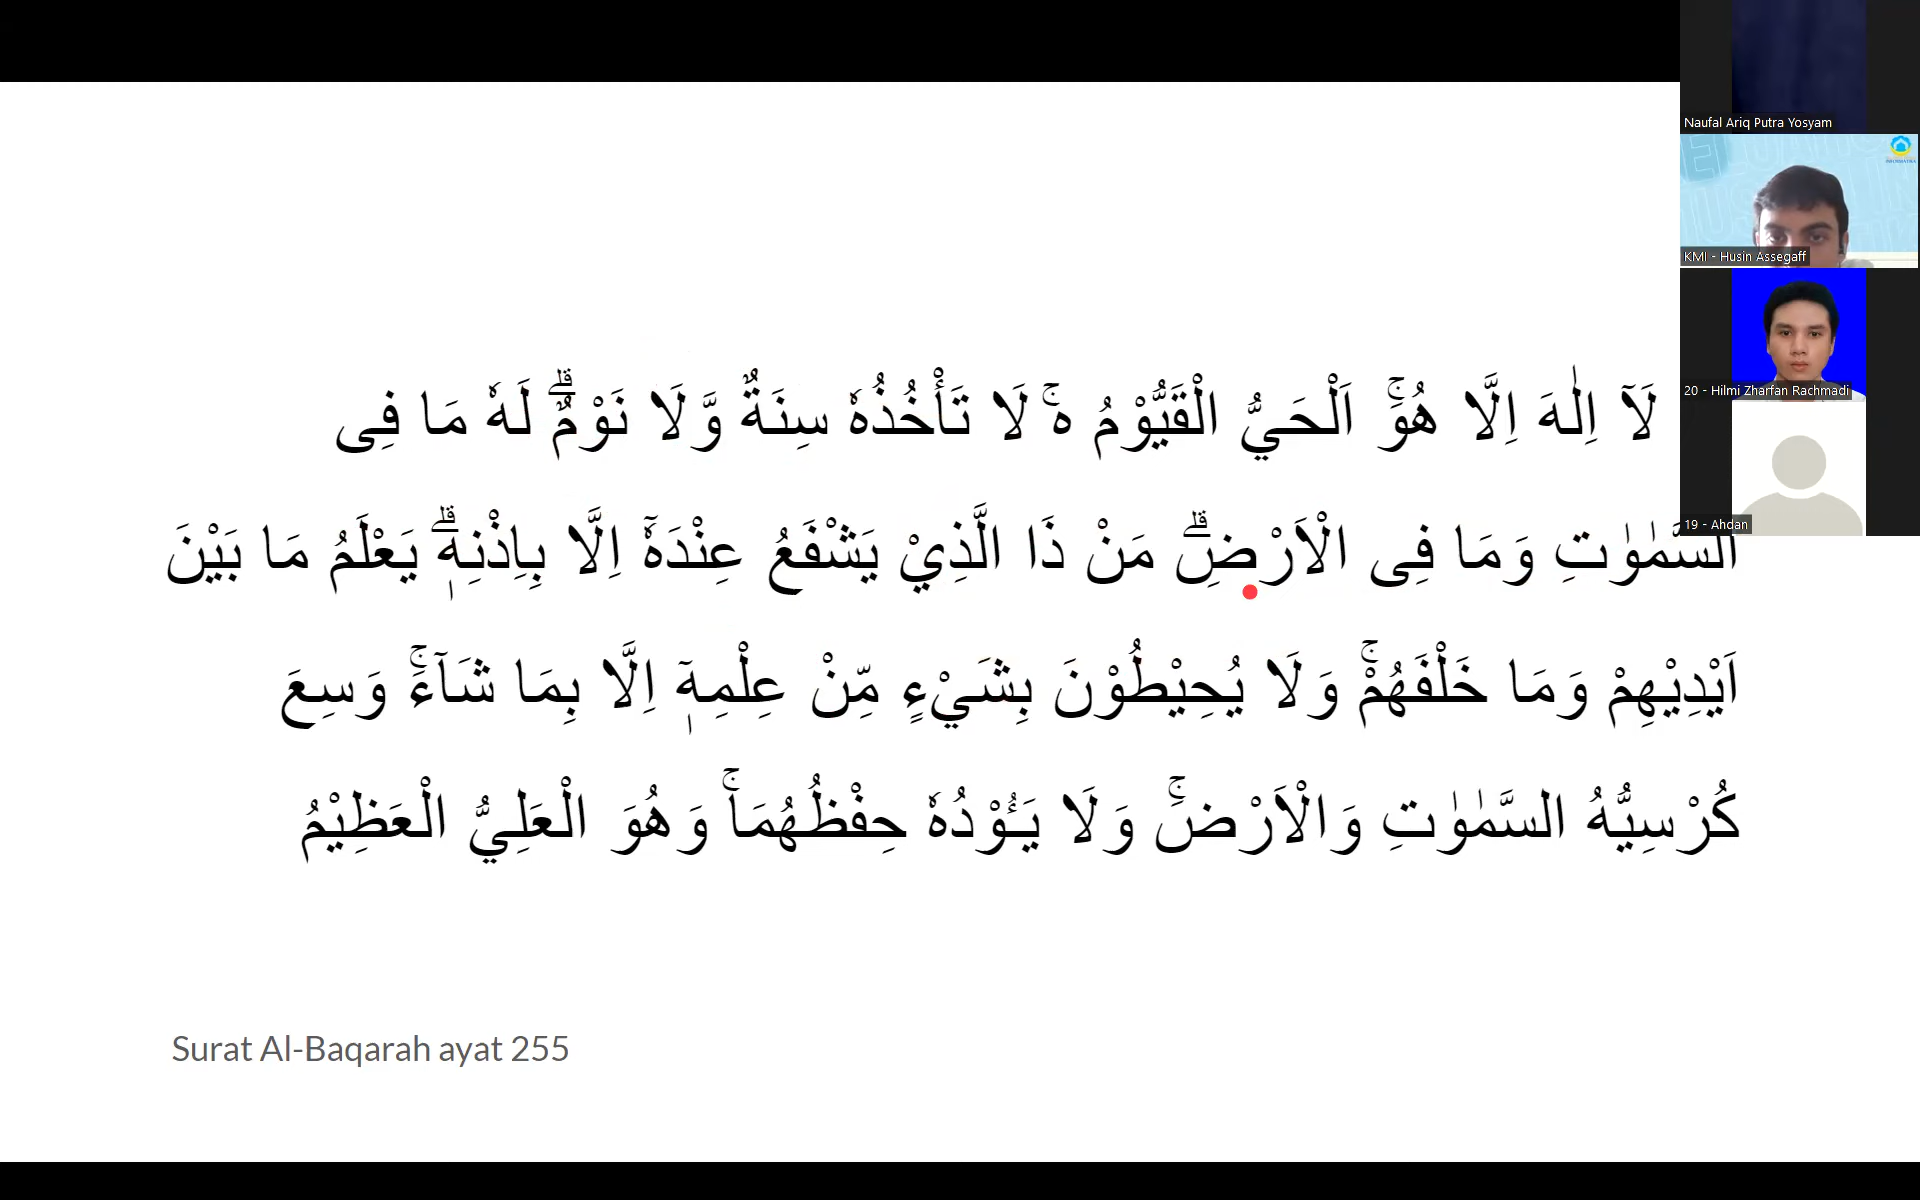 لَآ اِلٰهَ اِلَّا هُوَۚ اَلْحَيُّ الْقَيُّوْمُ ەۚ لَا تَأْخُذُهٗ سِنَةٌ وَّلَا نَوْمٌۗ لَهٗ مَا فِى
السَّمٰوٰتِ وَمَا فِى الْاَرْضِۗ مَنْ ذَا الَّذِيْ يَشْفَعُ عِنْدَهٗٓ اِلَّا بِاِذْنِهٖۗ يَعْلَمُ مَا بَيْنَ
اَيْدِيْهِمْ وَمَا خَلْفَهُمْۚ وَلَا يُحِيْطُوْنَ بِشَيْءٍ مِّنْ عِلْمِهٖٓ اِلَّا بِمَا شَاۤءَۚ وَسِعَ
كُرْسِيُّهُ السَّمٰوٰتِ وَالْاَرْضَۚ وَلَا يَـُٔوْدُهٗ حِفْظُهُمَاۚ وَهُوَ الْعَلِيُّ الْعَظِيْمُ
Surat Al-Baqarah ayat 255
Naufal Ariq Putra Yosyam
KMI - Husin Assegaff
20 - Hilmi Zharfan Rachmadi
19 - Ahdan